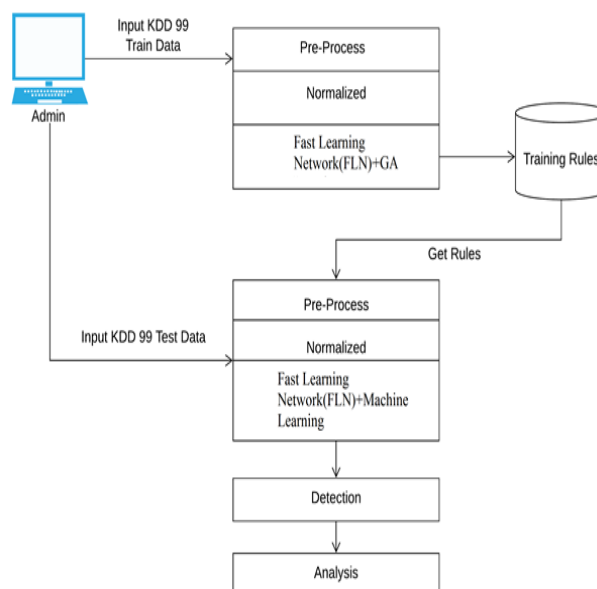 Input KDD 99
Train Data
Admin
Pre-Process
Normalized
Fast Learning
Network(FLN)+GA
Training Rules
Get Rules
Input KDD 99 Test Data
Pre-Process
Normalized
Fast Learning
Network(FLN)+Machine
Learning
Detection
Analysis